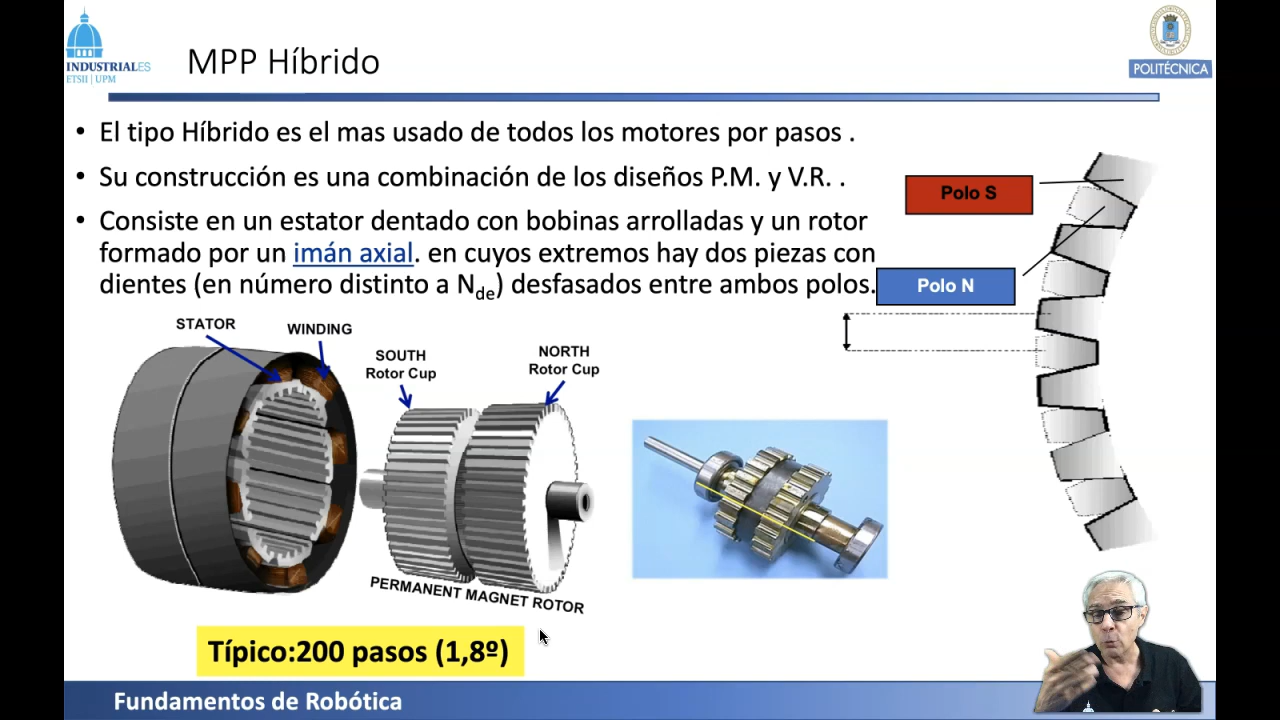 INDUSTRIALES
ETSII | UPM
MPP Híbrido
POLITÉCNICA
• El tipo Híbrido es el mas usado de todos los motores por pasos .
• Su construcción es una combinación de los diseños P.M. y V.R. .
• Consiste en un estator dentado con bobinas arrolladas y un rotor
formado por un imán axial. en cuyos extremos hay dos piezas con
dientes (en número distinto a Nde) desfasados entre ambos polos.
Polo S
Polo N
STATOR
WINDING
SOUTH
Rotor Cup
NORTH
Rotor Cup
PERMANENT MAGNET ROTOR
Típico:200 pasos (1,8º)
Fundamentos de Robótica